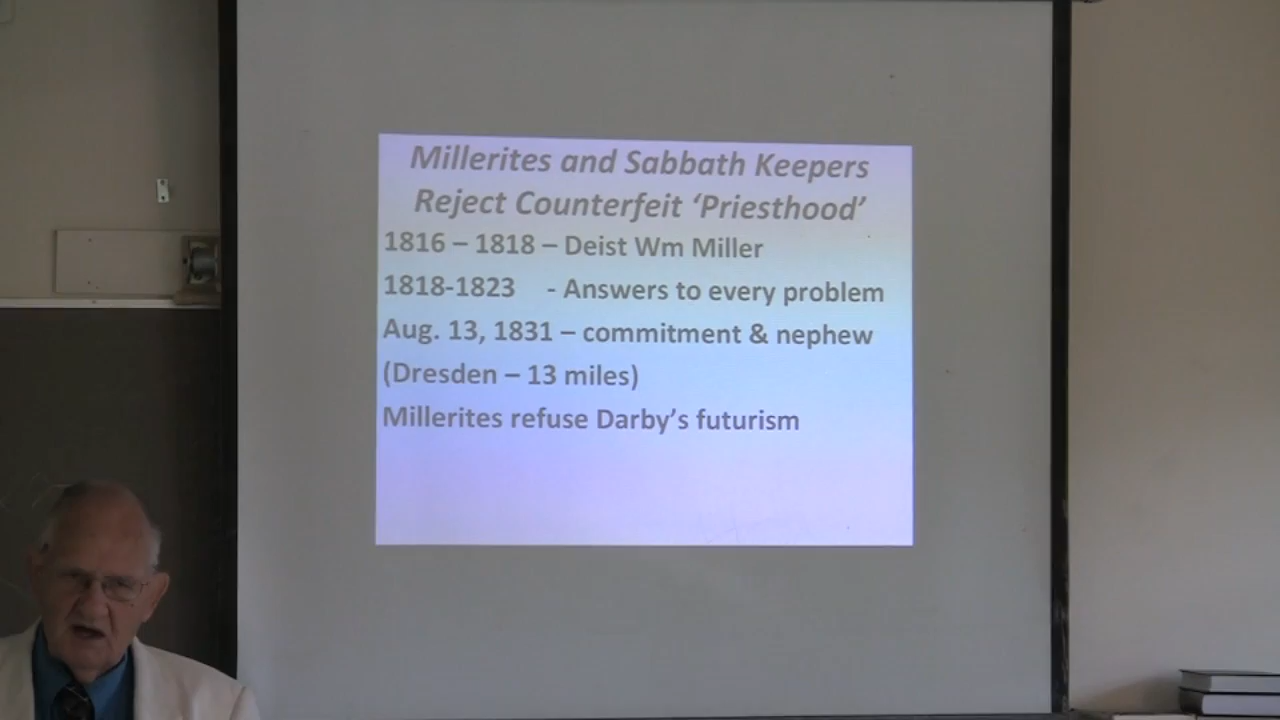 Millerites and Sabbath Keepers
Reject Counterfeit ‘Priesthood’
1816 – 1818 – Deist Wm Miller
1818-1823 - Answers to every problem
Aug. 13, 1831 – commitment & nephew
(Dresden – 13 miles)
Millerites refuse Darby’s futurism